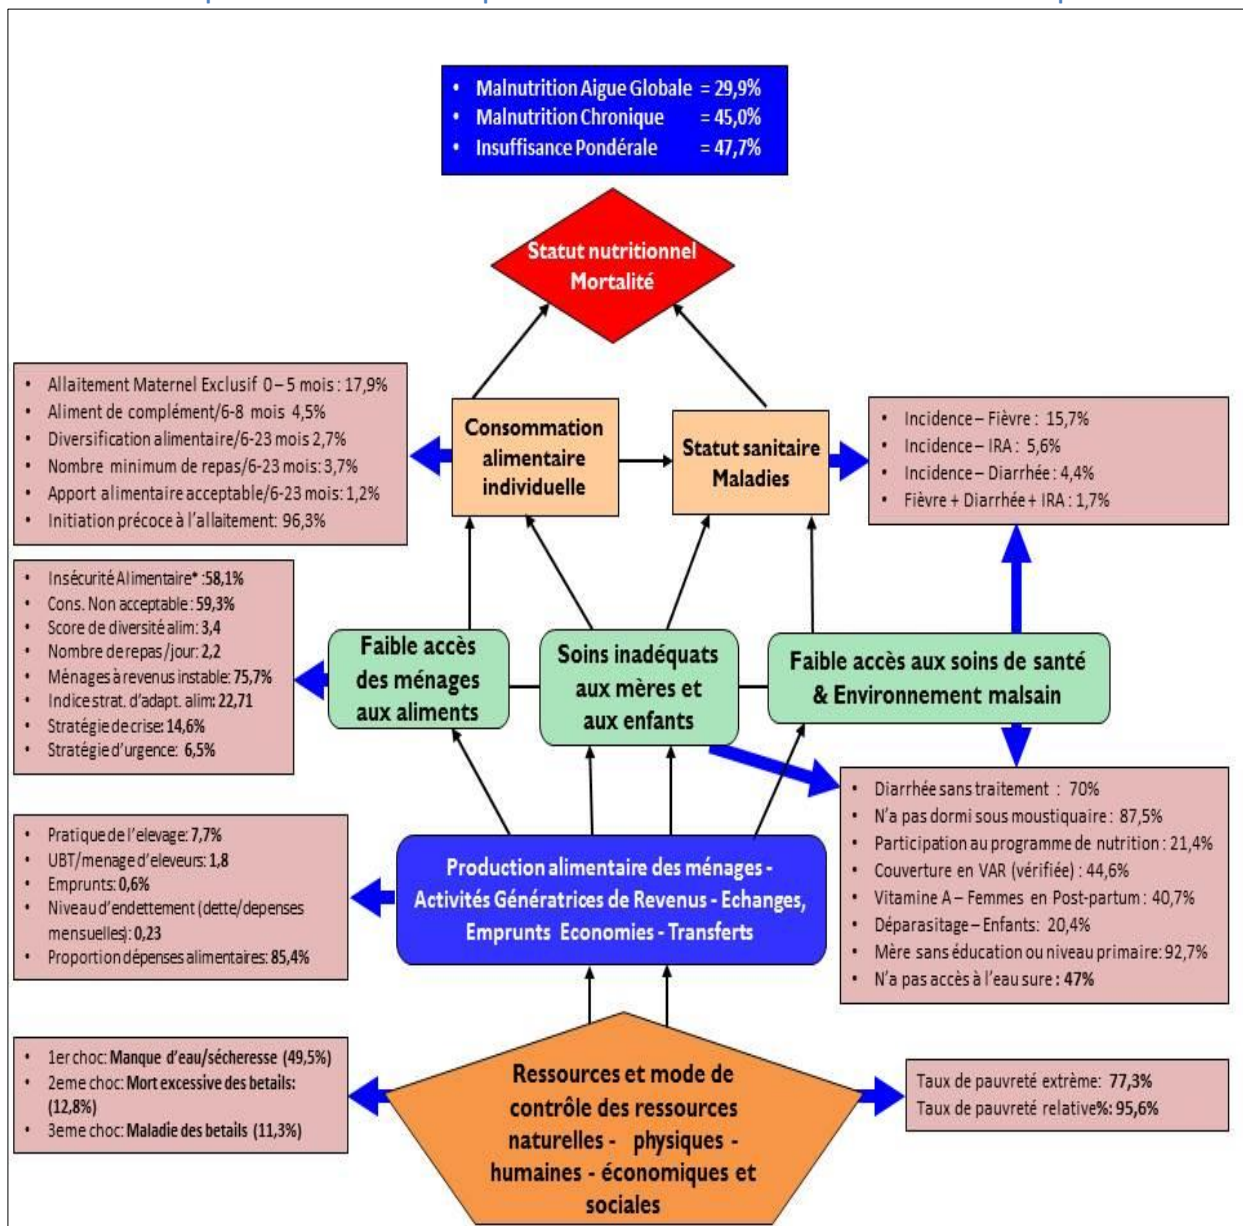 • Malnutrition Aigue Globale = 29,9%
• Malnutrition Chronique = 45,0%
• Insuffisance Pondérale = 47,7%
Statut nutritionnel
Mortalité
• Allaitement Maternel Exclusif 0 – 5 mois : 17,9%
• Aliment de complément/6-8 mois 4,5%
• Diversification alimentaire/6-23 mois 2,7%
• Nombre minimum de repas/6-23 mois: 3,7%
• Apport alimentaire acceptable/6-23 mois: 1,2%
• Initiation précoce à l'allaitement: 96,3%
Consommation
alimentaire
individuelle
Statut sanitaire
Maladies
• Incidence – Fièvre : 15,7%
• Incidence – IRA : 5,6%
• Incidence – Diarrhée : 4,4%
• Fièvre + Diarrhée + IRA : 1,7%
• Insécurité Alimentaire* :58,1%
• Cons. Non acceptable : 59,3%
• Score de diversité alim: 3,4
• Nombre de repas /jour: 2,2
• Ménages à revenus instable: 75,7%
• Indice strat. d'adapt. alim: 22,71
• Stratégie de crise: 14,6%
• Stratégie d'urgence: 6,5%
Faible accès
des ménages
aux aliments
Soins inadéquats
aux mères et
aux enfants
Faible accès aux soins de santé
& Environnement malsain
• Diarrhée sans traitement : 70%
• N'a pas dormi sous moustiquaire : 87,5%
• Participation au programme de nutrition : 21,4%
• Couverture en VAR (vérifiée) : 44,6%
• Vitamine A – Femmes en Post-partum : 40,7%
• Déparasitage – Enfants: 20,4%
• Mère sans éducation ou niveau primaire: 92,7%
• N'a pas accès à l'eau sure : 47%
• Pratique de l'elevage: 7,7%
• UBT/menage d'eleveurs: 1,8
• Emprunts: 0,6%
• Niveau d'endettement (dette/depenses
mensuelles): 0,23
• Proportion dépenses alimentaires: 85,4%
Production alimentaire des ménages -
Activités Génératrices de Revenus - Echanges,
Emprunts Economies - Transferts
• 1er choc: Manque d'eau/sécheresse (49,5%)
• 2eme choc: Mort excessive des betails:
(12,8%)
• 3eme choc: Maladie des betails (11,3%)
Ressources et mode de
contrôle des ressources
naturelles - physiques -
humaines - économiques et
sociales
Taux de pauvreté extrème: 77,3%
Taux de pauvreté relative%: 95,6%